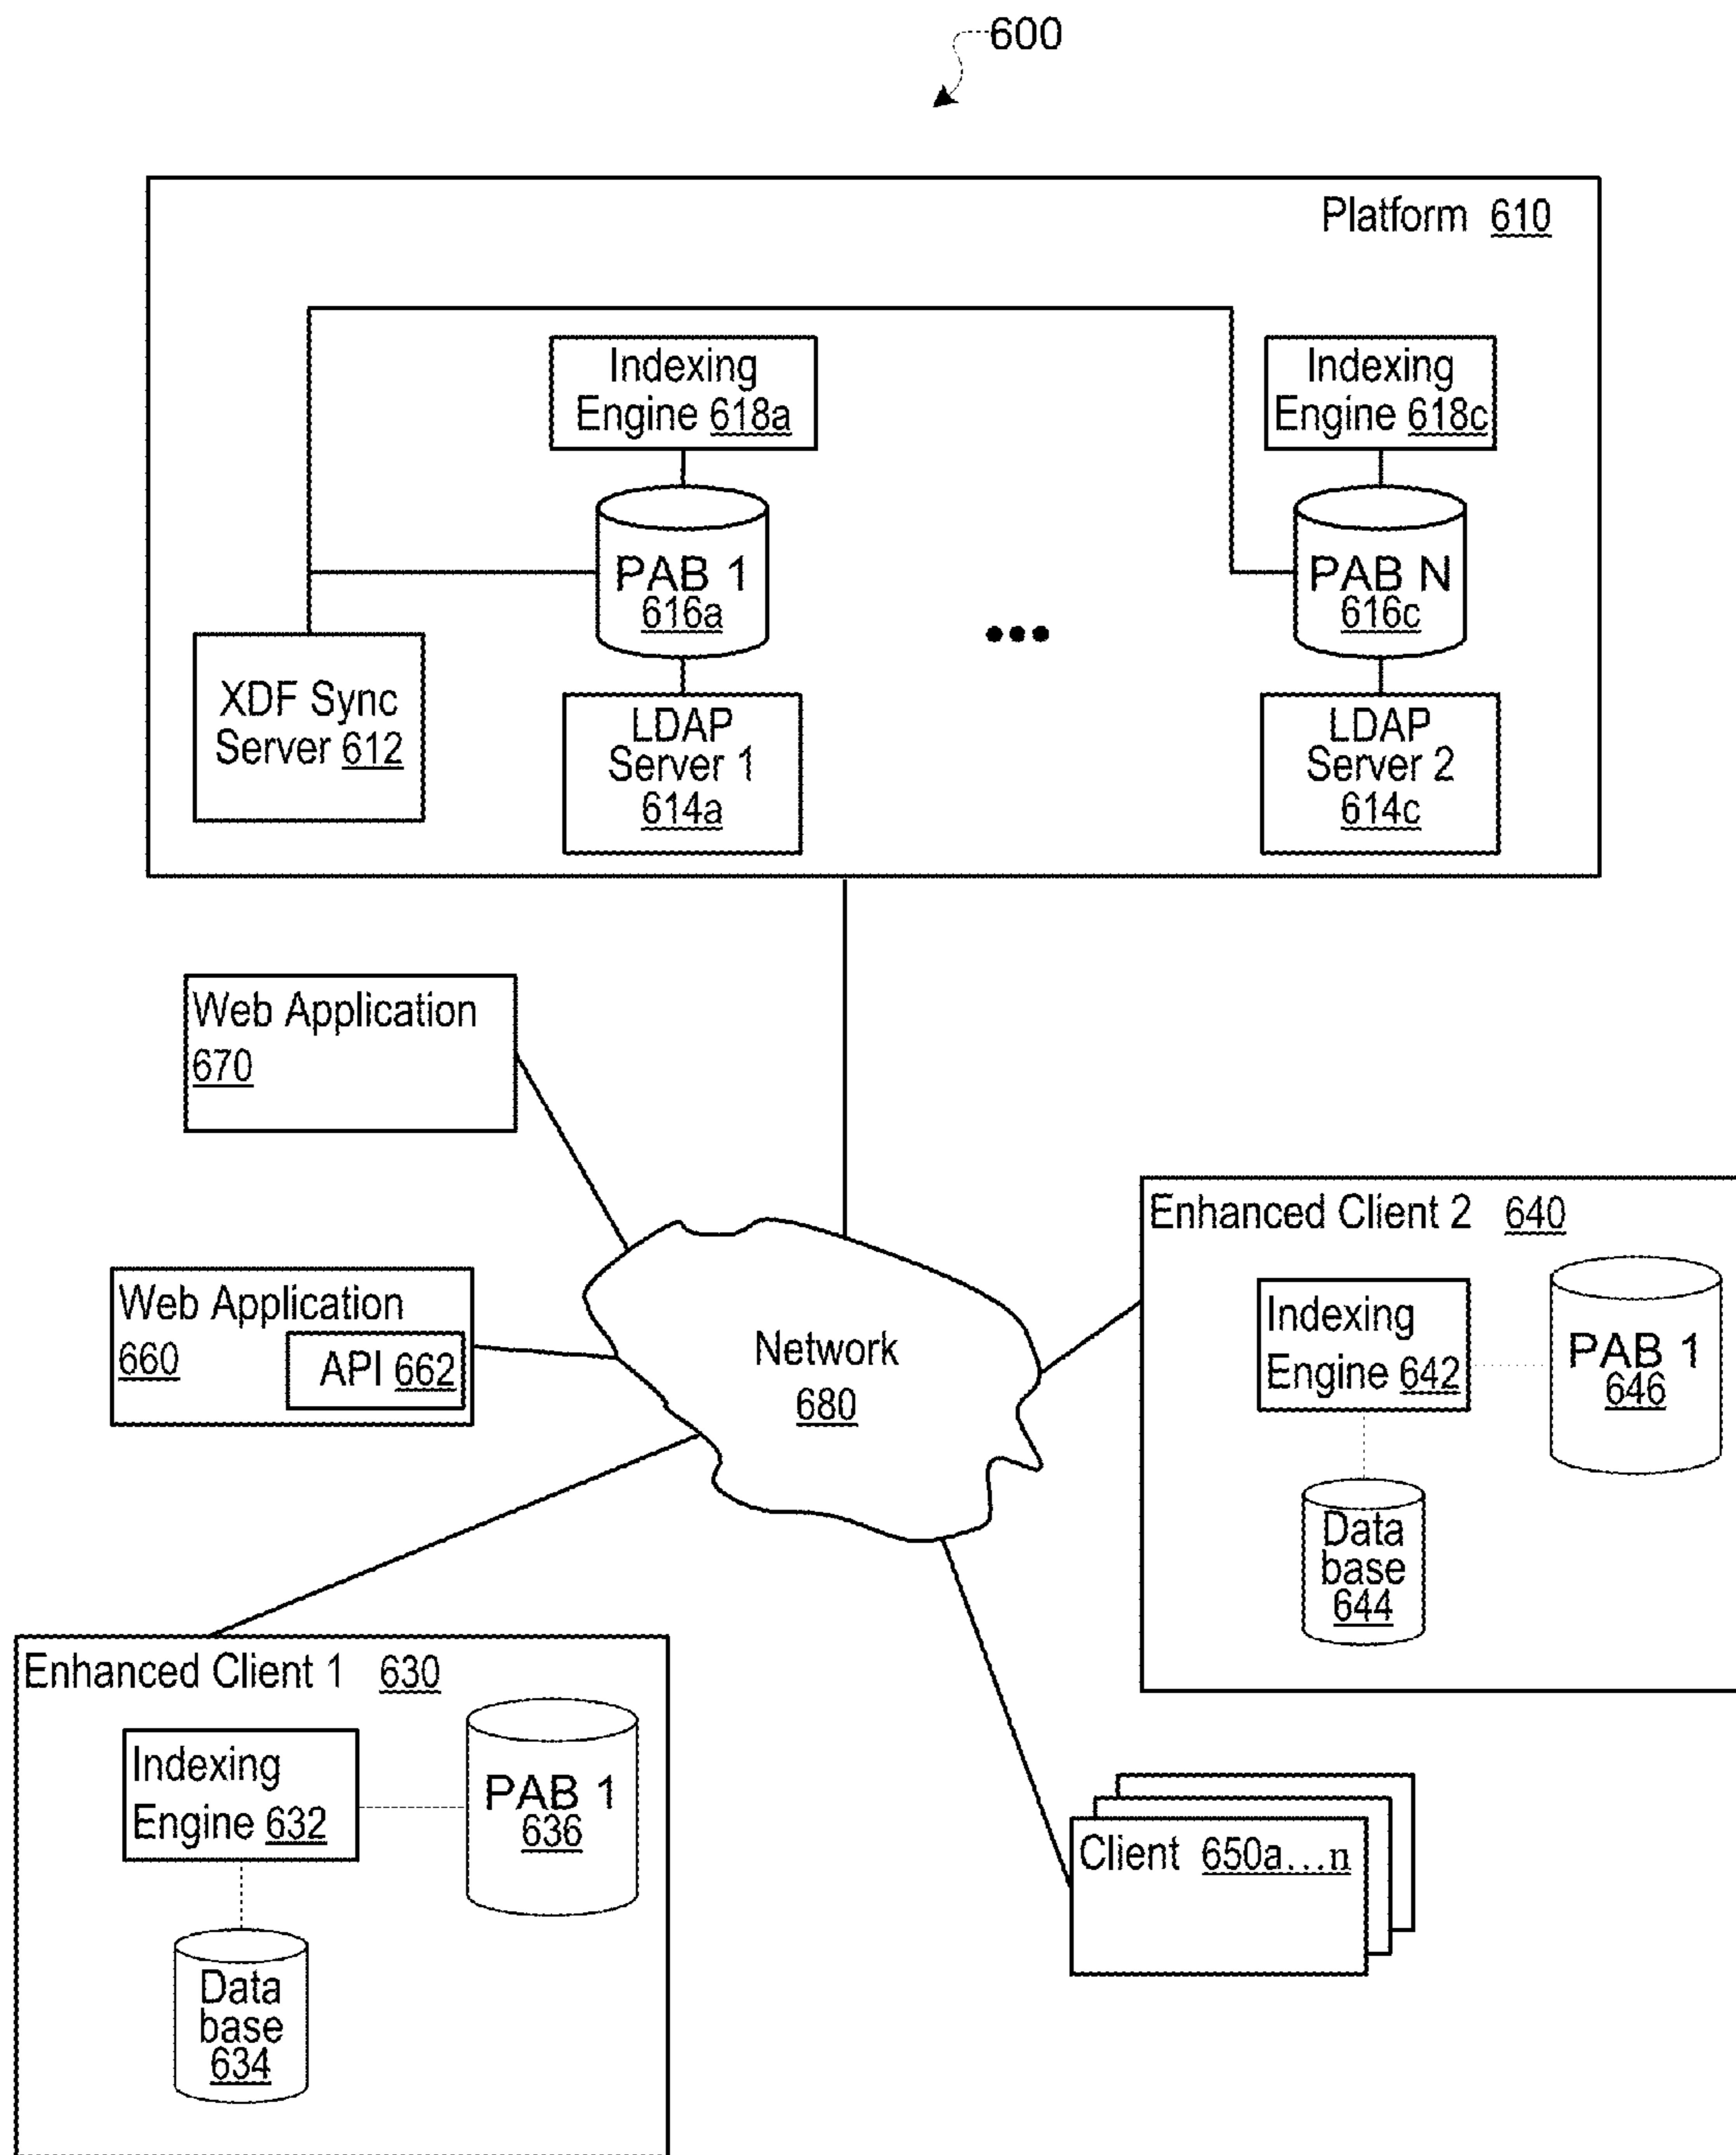 600
Platform 610
Indexing
Engine 618a
Indexing
Engine 618c
PAB 1
616a
PAB N
616c
XDF Sync
Server 612
LDAP
Server 1
614a
LDAP
Server 2
614c
Web Application
670
Enhanced Client 2 640
Web Application
660
API 662
Network
680
Indexing
Engine 642
PAB 1
646
Data
base
644
Enhanced Client 1 630
Indexing
Engine 632
PAB 1
636
Data
base
634
Client 650a...n